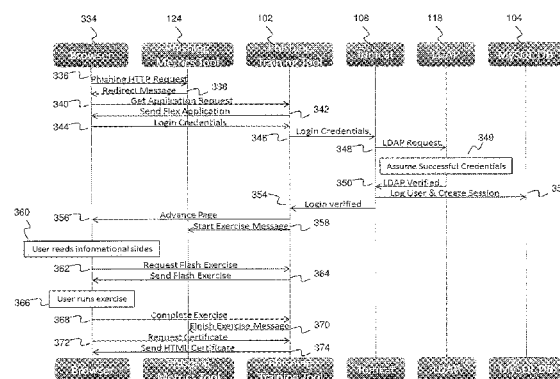 334 124 102 108 118 104
Browser
336 Phishing HTTP Request
Redirect Message 338
340 Get Application Request
Send Flex Application 342
344 Login Credentials
346 Login Credentials
348 LDAP Request
349
Assume Successful Credentials
350 LDAP Verified
Log User & Create Session
354 Login verified
356 Advance Page
Start Exercise Message 358
360
User reads informational slides
362 Request Flash Exercise
Send Flash Exercise 364
366 User runs exercise
368 Complete Exercise
Finish Exercise Message 370
372 Request Certificate
Send HTML Certificate 374
Browser Tomcat LDAP